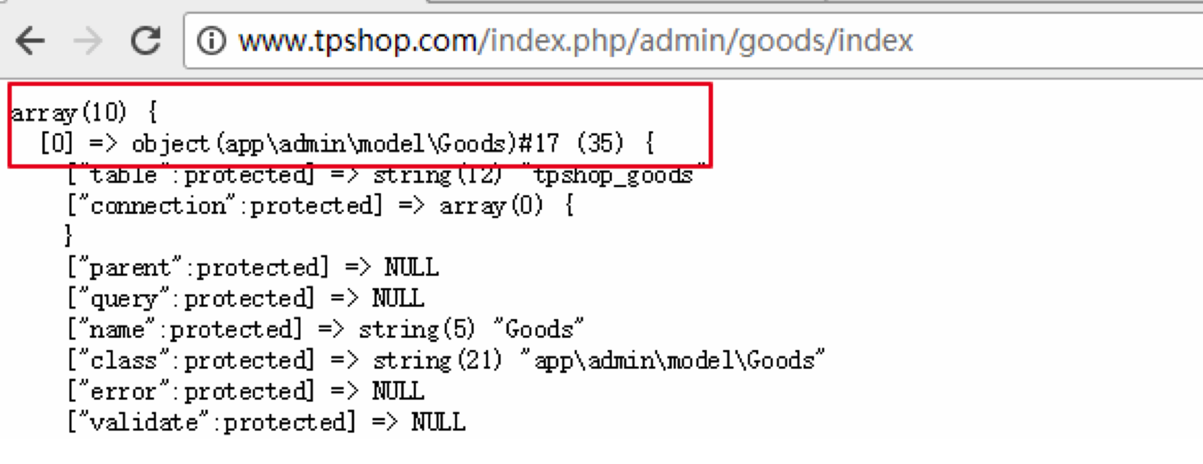 www.tpshop.com/index.php/admin/goods/index
array(10) {
[0] => object(app\admin\model\Goods)#17 (35) {
["table":protected] => string(12) "tpshop_goods"
["connection":protected] => array(0) {
}
["parent":protected] => NULL
["query":protected] => NULL
["name":protected] => string(5) "Goods"
["class":protected] => string(21) "app\admin\model\Goods"
["error":protected] => NULL
["validate":protected] => NULL